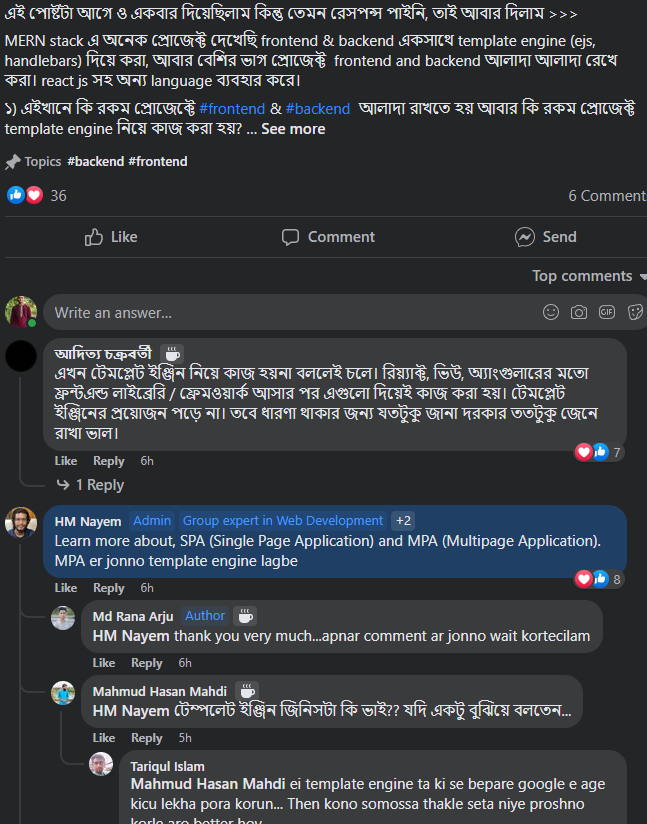 এই পোষ্টটা আগে ও একবার দিয়েছিলাম কিন্তু তেমন রেসপন্স পাইনি, তাই আবার দিলাম >>>
MERN stack এ অনেক প্রোজেক্ট দেখেছি frontend & backend একসাথে template engine (ejs,
handlebars) দিয়ে করা, আবার বেশির ভাগ প্রোজেক্ট frontend and backend আলাদা আলাদা রেখে
করা। react js সহ অন্য language ব্যবহার করে।
১) এইখানে কি রকম প্রোজেক্টে #frontend & #backend আলাদা রাখতে হয় আবার কি রকম প্রোজেক্ট
template engine নিয়ে কাজ করা হয়? ... See more
Topics #backend #frontend
36
6 Comment
Like Comment Send
Top comments
Write an answer...
GIF
আদিত্য চক্রবর্তী
এখন টেমপ্লেট ইঞ্জিন নিয়ে কাজ হয়না বললেই চলে। রিয়্যাক্ট, ভিউ, অ্যাংগুলারের মতো
ফ্রন্টএন্ড লাইব্রেরি / ফ্রেমওয়ার্ক আসার পর এগুলো দিয়েই কাজ করা হয়। টেমপ্লেট
ইঞ্জিনের প্রয়োজন পড়ে না। তবে ধারণা থাকার জন্য যতটুকু জানা দরকার ততটুকু জেনে
রাখা ভাল।
7
Like Reply 6h
1 Reply
HM Nayem Admin Group expert in Web Development +2
Learn more about, SPA (Single Page Application) and MPA (Multipage Application).
MPA er jonno template engine lagbe
8
Like Reply 6h
Md Rana Arju Author
HM Nayem thank you very much...apnar comment ar jonno wait kortecilam
Like Reply 6h
Mahmud Hasan Mahdi
HM Nayem টেম্পলেট ইঞ্জিন জিনিসটা কি ভাই?? যদি একটু বুঝিয়ে বলতেন...
Like Reply 5h
Tariqul Islam
Mahmud Hasan Mahdi ei template engine ta ki se bepare google e age
kicu lekha pora korun... Then kono somossa thakle seta niye proshno
korle aro better hoy